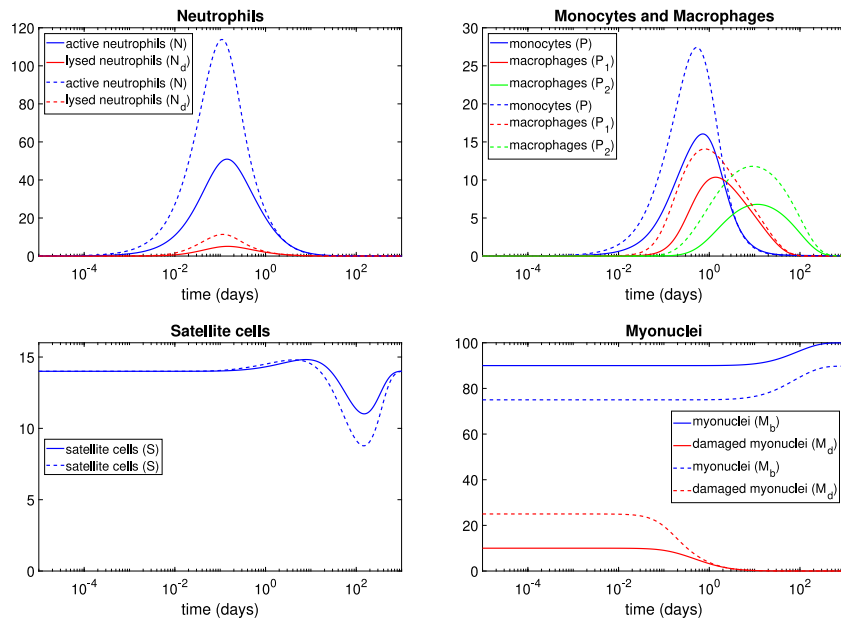 Neutrophils
120
100
80
60
40
20
0
active neutrophils (N)
lysed neutrophils (N_d)
active neutrophils (N)
lysed neutrophils (N_d)
10^-4
10^-2
10^0
10^2
time (days)
Monocytes and Macrophages
30
25
20
15
10
5
0
monocytes (P)
macrophages (P_1)
macrophages (P_2)
monocytes (P)
macrophages (P_1)
macrophages (P_2)
10^-4
10^-2
10^0
10^2
time (days)
Satellite cells
15
10
5
0
satellite cells (S)
satellite cells (S)
10^-4
10^-2
10^0
10^2
time (days)
Myonuclei
100
80
60
40
20
0
myonuclei (M_b)
damaged myonuclei (M_d)
myonuclei (M_b)
damaged myonuclei (M_d)
10^-4
10^-2
10^0
10^2
time (days)